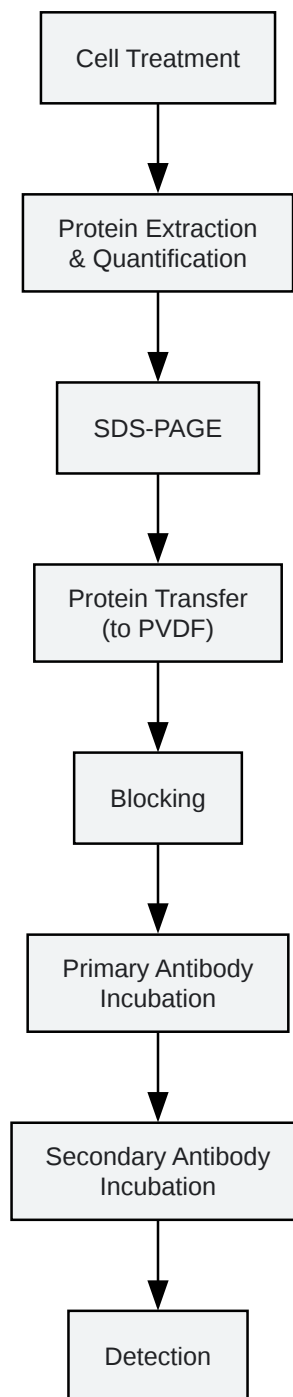 Cell Treatment
Protein Extraction
& Quantification
SDS-PAGE
Protein Transfer
(to PVDF)
Blocking
Primary Antibody
Incubation
Secondary Antibody
Incubation
Detection